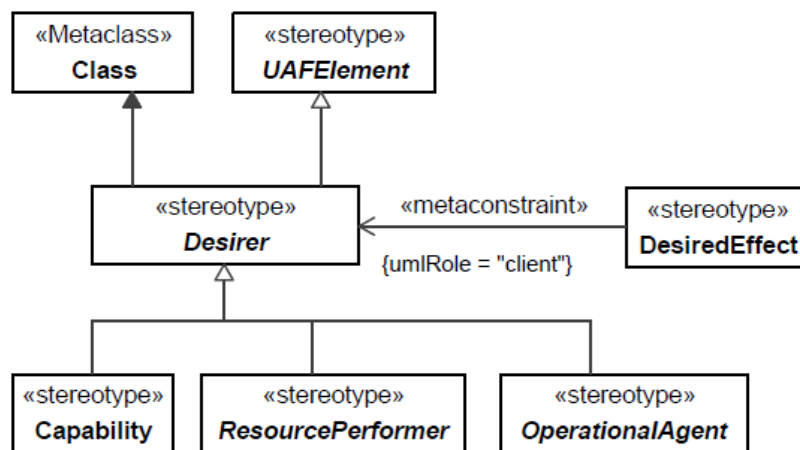 «Metaclass»
Class
«stereotype»
UAFElement
«stereotype»
Desirer
«metaconstraint»
{umlRole = "client"}
«stereotype»
DesiredEffect
«stereotype»
Capability
«stereotype»
ResourcePerformer
«stereotype»
OperationalAgent